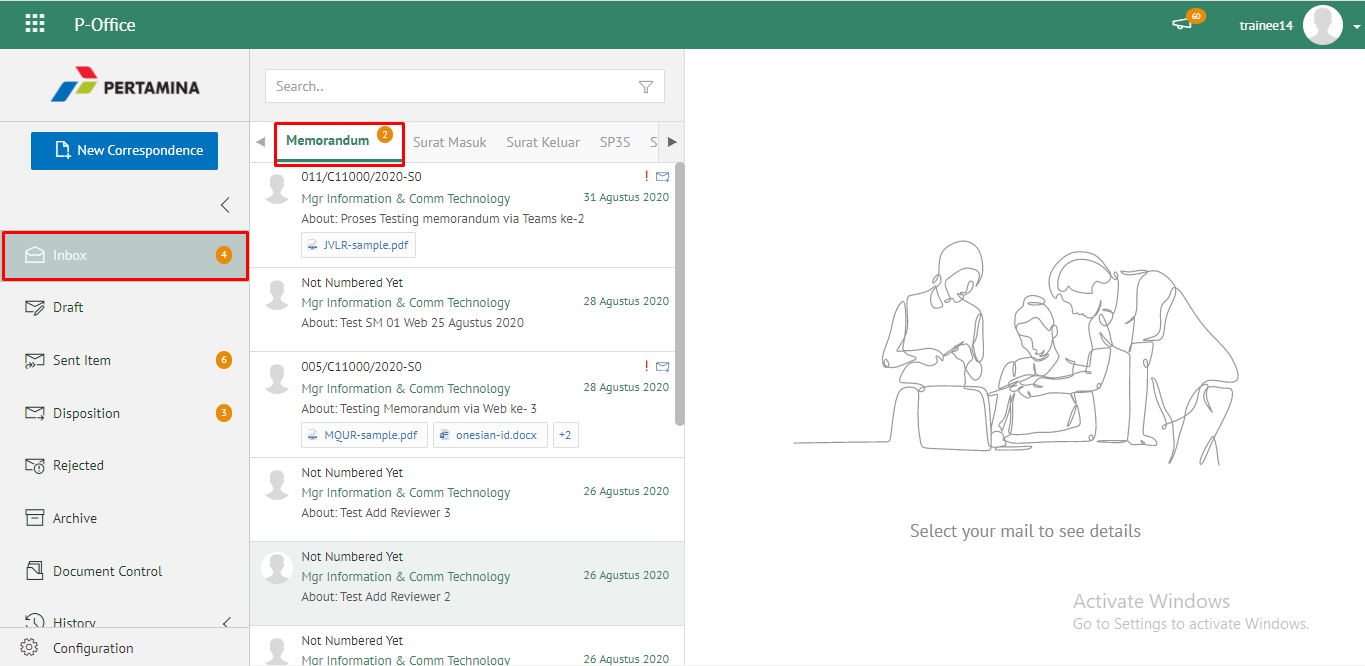 P-Office
60
trainee14
PERTAMINA
New Correspondence
Inbox
4
Draft
Sent Item
6
Disposition
3
Rejected
Archive
Document Control
History
Configuration
Search..
Memorandum
2
Surat Masuk
Surat Keluar
SP3S
S
011/C11000/2020-S0
!
Mgr Information & Comm Technology
31 Agustus 2020
About: Proses Testing memorandum via Teams ke-2
JVLR-sample.pdf
Not Numbered Yet
Mgr Information & Comm Technology
28 Agustus 2020
About: Test SM 01 Web 25 Agustus 2020
005/C11000/2020-S0
!
Mgr Information & Comm Technology
28 Agustus 2020
About: Testing Memorandum via Web ke- 3
MQUR-sample.pdf
onesian-id.docx
+2
Not Numbered Yet
Mgr Information & Comm Technology
26 Agustus 2020
About: Test Add Reviewer 3
Not Numbered Yet
Mgr Information & Comm Technology
26 Agustus 2020
About: Test Add Reviewer 2
Not Numbered Yet
Mgr Information & Comm Technology
26 Agustus 2020
Select your mail to see details
Activate Windows
Go to Settings to activate Windows.